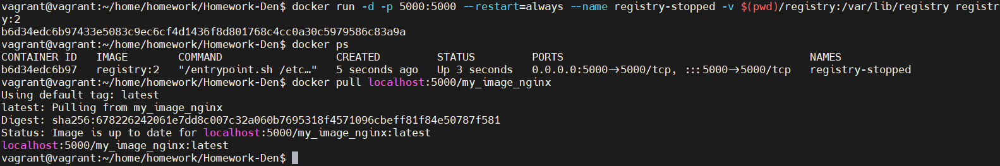 vagrant@vagrant:~/home/homework/Homework-Den$ docker run -d -p 5000:5000 --restart=always --name registry-stopped -v $(pwd)/registry:/var/lib/registry registr
y:2
b6d34edc6b97433e5083c9ec6cf4d1436f8d801768c4cc0a30c5979586c83a9a
vagrant@vagrant:~/home/homework/Homework-Den$ docker ps
CONTAINER ID   IMAGE        COMMAND                  CREATED         STATUS         PORTS                                       NAMES
b6d34edc6b97   registry:2   "/entrypoint.sh /etc…"   5 seconds ago   Up 3 seconds   0.0.0.0:5000->5000/tcp, :::5000->5000/tcp   registry-stopped
vagrant@vagrant:~/home/homework/Homework-Den$ docker pull localhost:5000/my_image_nginx
Using default tag: latest
latest: Pulling from my_image_nginx
Digest: sha256:678226242061e7dd8c007c32a060b7695318f4571096cbeff81f84e50787f581
Status: Image is up to date for localhost:5000/my_image_nginx:latest
localhost:5000/my_image_nginx:latest
vagrant@vagrant:~/home/homework/Homework-Den$